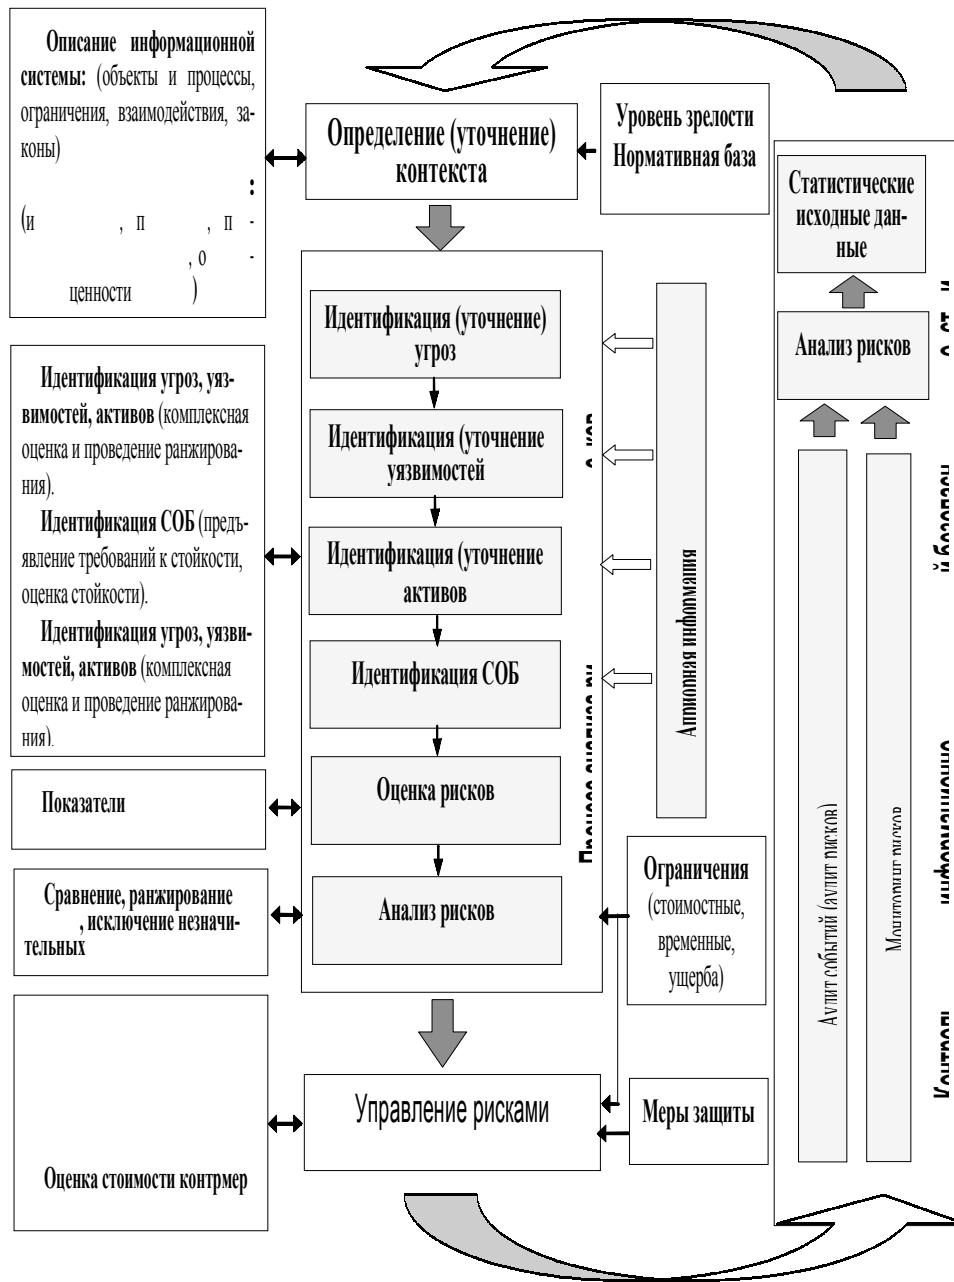 Описание информационной
системы: (объекты и процессы,
ограничения, взаимодействия, за-
коны)
:
(и , п , п -
, о -
ценности )
Идентификация угроз, уяз-
вимостей, активов (комплексная
оценка и проведение ранжирова-
ния).
Идентификация СОБ (предъ-
явление требований к стойкости,
оценка стойкости).
Идентификация угроз, уязви-
мостей, активов (комплексная
оценка и проведение ранжирова-
ния).
Показатели
Сравнение, ранжирование
, исключение незначи-
тельных
Оценка стоимости контрмер
Определение (уточнение)
контекста
Идентификация (уточнение)
угроз
Идентификация (уточнение
уязвимостей
Идентификация (уточнение
активов
Идентификация СОБ
Оценка рисков
Анализ рисков
Управление рисками
Уровень зрелости
Нормативная база
Априорная информация
Ограничения
(стоимостные,
временные,
ущерба)
Меры защиты
Статистические
исходные дан-
ные
Анализ рисков
Аудит событий (аудит рисков)
Мониторинг рисков